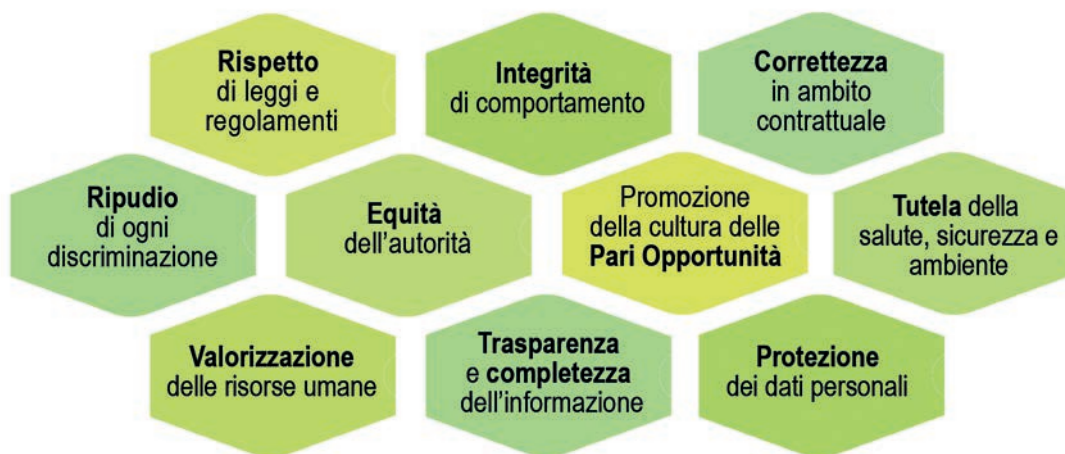 Rispetto
di leggi e
regolamenti
Integrità
di comportamento
Correttezza
in ambito
contrattuale
Ripudio
di ogni
discriminazione
Equità
dell'autorità
Promozione
della cultura delle
Pari Opportunità
Tutela della
salute, sicurezza e
ambiente
Valorizzazione
delle risorse umane
Trasparenza
e completezza
dell'informazione
Protezione
dei dati personali